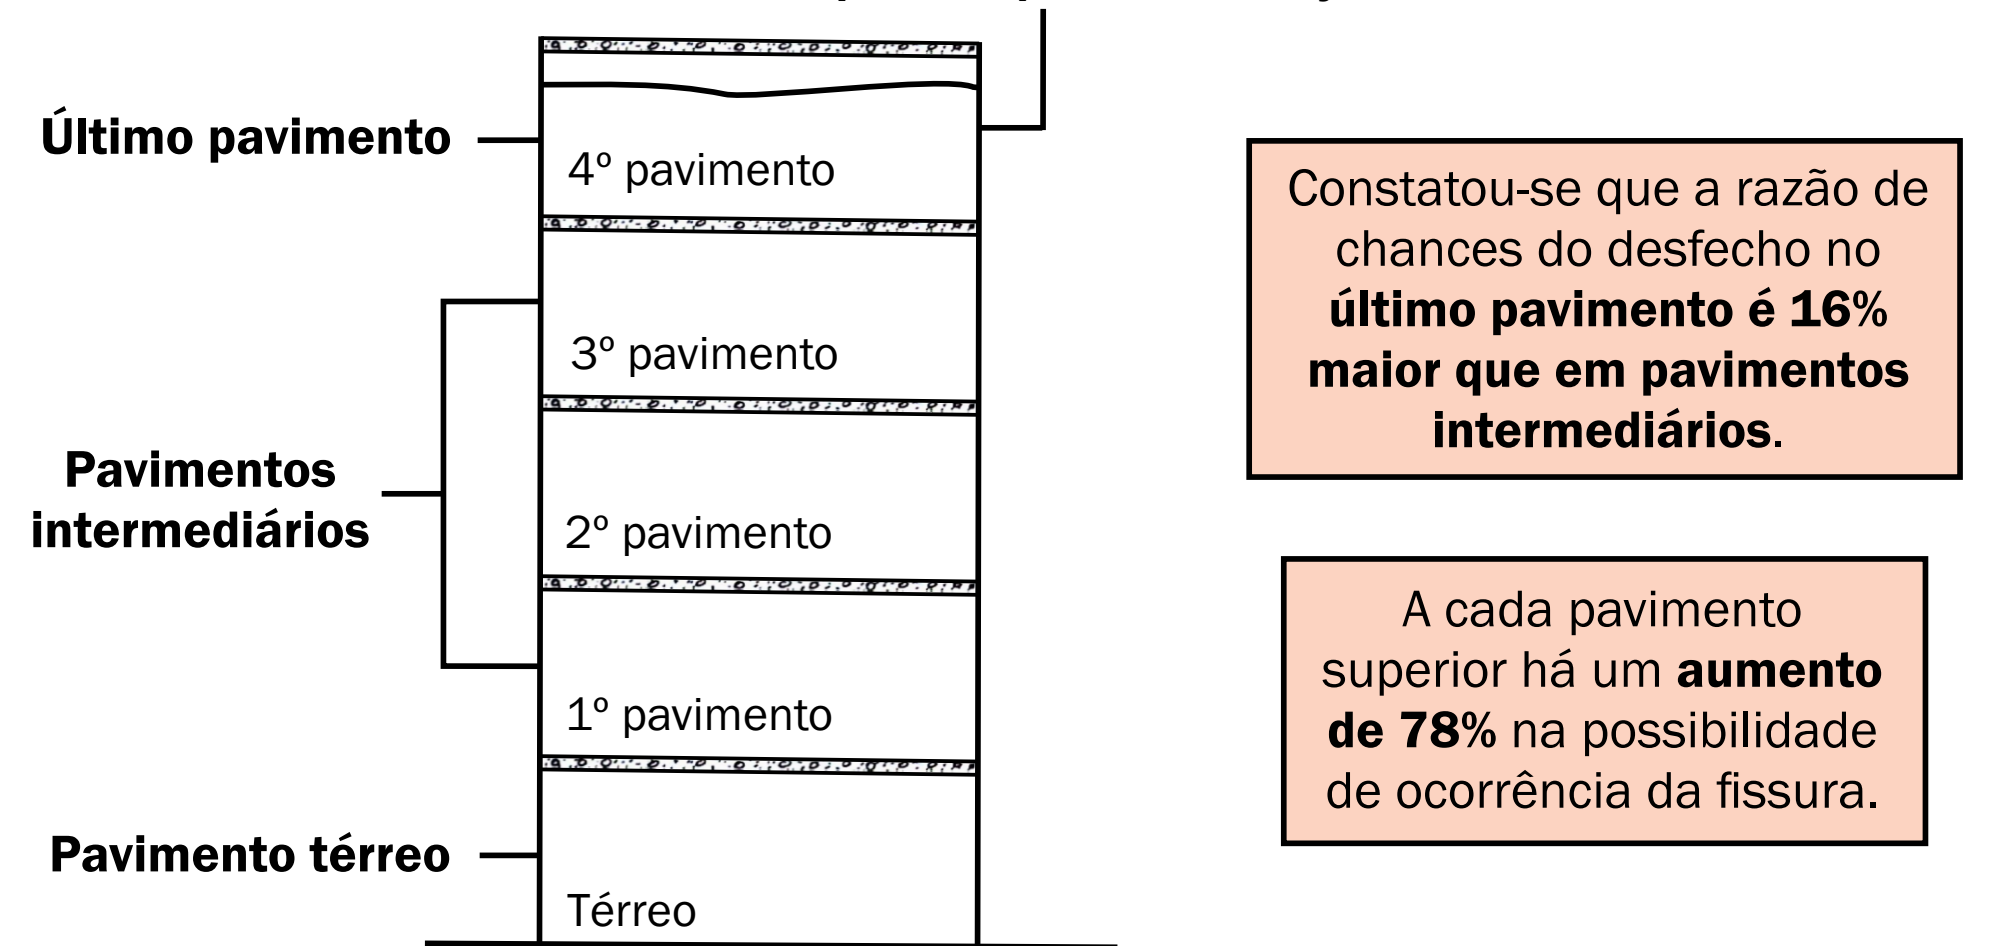 Último pavimento
4º pavimento
3º pavimento
Pavimentos
intermediários
2º pavimento
1º pavimento
Pavimento térreo
Térreo
Constatou-se que a razão de
chances do desfecho no
último pavimento é 16%
maior que em pavimentos
intermediários.
A cada pavimento
superior há um aumento
de 78% na possibilidade
de ocorrência da fissura.